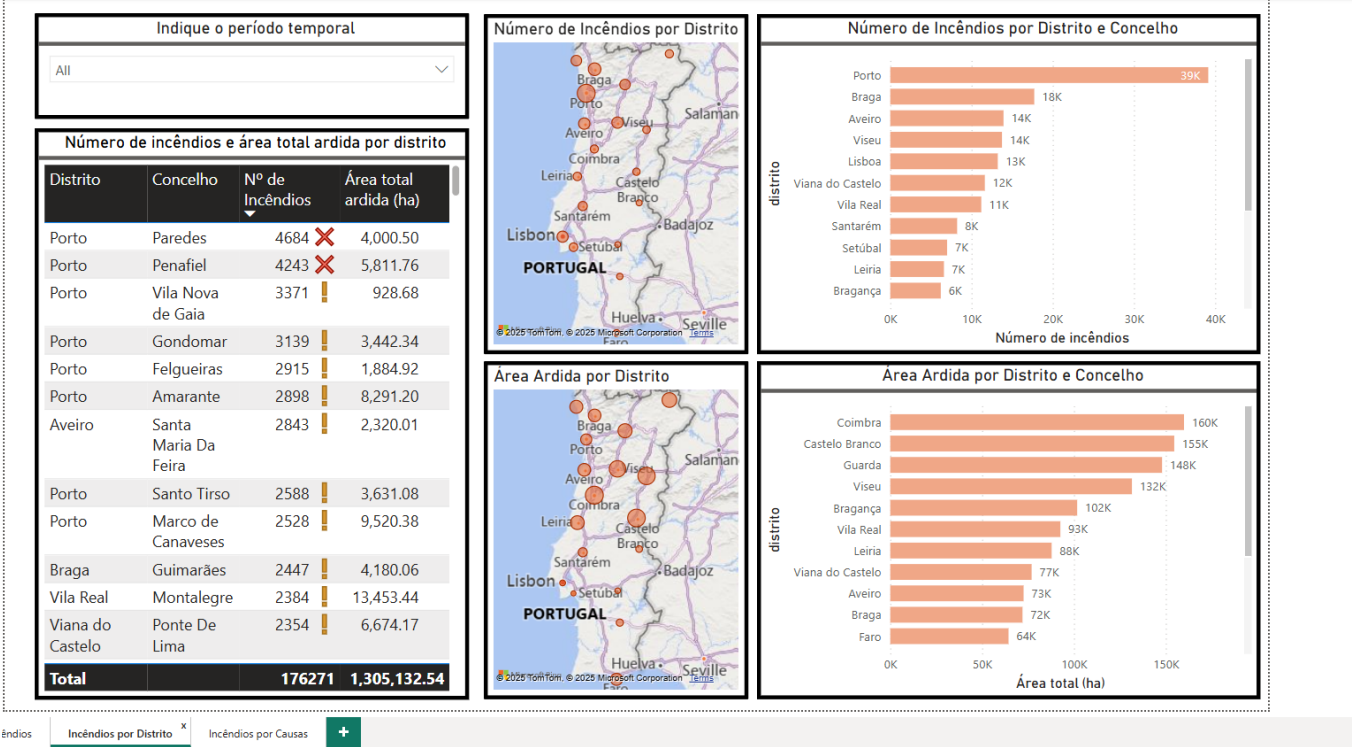 Indique o período temporal
All
Número de incêndios e área total ardida por distrito
Distrito Concelho Nº de Incêndios Área total ardida (ha)
Porto Paredes 4684 4,000.50
Porto Penafiel 4243 5,811.76
Porto Vila Nova de Gaia 3371 928.68
Porto Gondomar 3139 3,442.34
Porto Felgueiras 2915 1,884.92
Porto Amarante 2898 8,291.20
Aveiro Santa Maria Da Feira 2843 2,320.01
Porto Santo Tirso 2588 3,631.08
Porto Marco de Canaveses 2528 9,520.38
Braga Guimarães 2447 4,180.06
Vila Real Montalegre 2384 13,453.44
Viana do Castelo Ponte De Lima 2354 6,674.17
Total 176271 1,305,132.54
Número de Incêndios por Distrito
Braga
Porto
Salaman
Viseu
Aveiro
Coimbra
Leiria
Castelo
Branco
Santarém
Badajoz
Lisbon
Setubal
PORTUGAL
Huelva
Seville
© 2025 TomTom, © 2025 Microsoft Corporation Terms
Faro
Número de Incêndios por Distrito e Concelho
distrito
Porto 39K
Braga 18K
Aveiro 14K
Viseu 14K
Lisboa 13K
Viana do Castelo 12K
Vila Real 11K
Santarém 8K
Setúbal 7K
Leiria 7K
Bragança 6K
0K 10K 20K 30K 40K
Número de incêndios
Área Ardida por Distrito
Braga
Porto
Salaman
Viseu
Aveiro
Coimbra
Leiria
Castelo
Branco
Santarém
Badajoz
Lisbon
Setubal
PORTUGAL
Huelva
Seville
© 2025 TomTom, © 2025 Microsoft Corporation Terms
Faro
Área Ardida por Distrito e Concelho
distrito
Coimbra 160K
Castelo Branco 155K
Guarda 148K
Viseu 132K
Bragança 102K
Vila Real 93K
Leiria 88K
Viana do Castelo 77K
Aveiro 73K
Braga 72K
Faro 64K
0K 50K 100K 150K
Área total (ha)
êndios
Incêndios por Distrito x
Incêndios por Causas
+